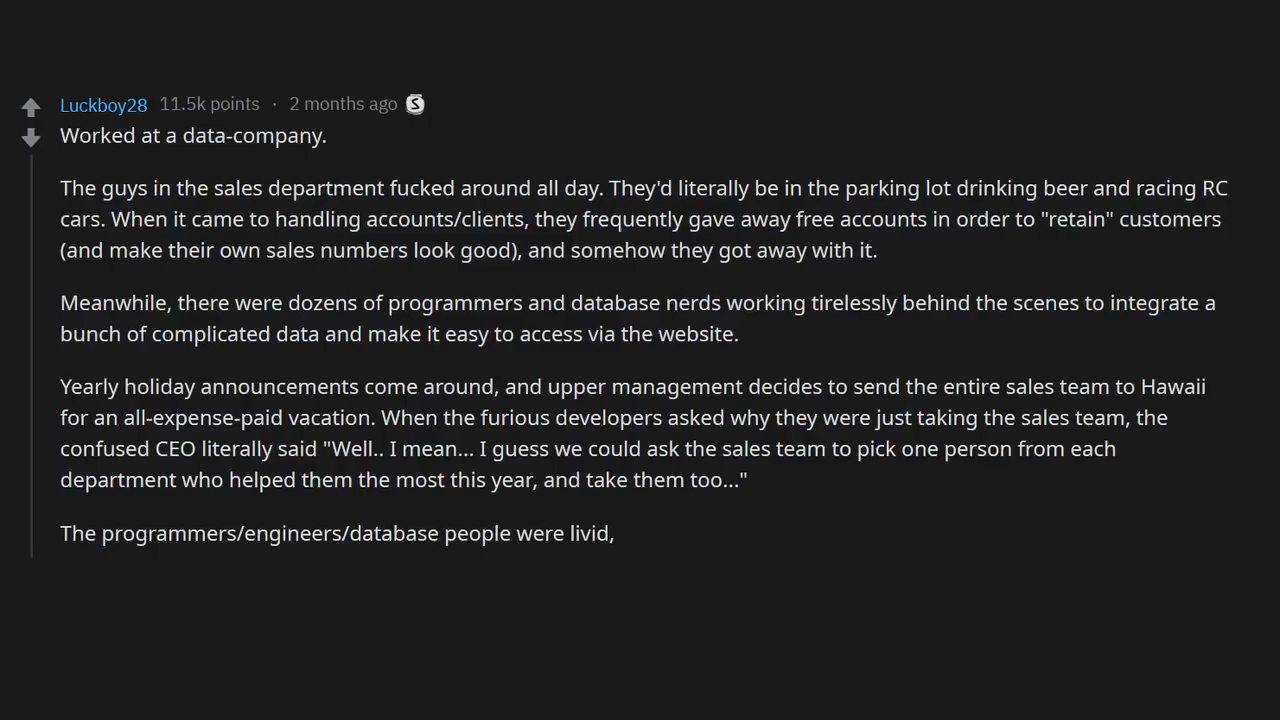 Luckboy28 11.5k points · 2 months ago S
Worked at a data-company.
The guys in the sales department fucked around all day. They'd literally be in the parking lot drinking beer and racing RC
cars. When it came to handling accounts/clients, they frequently gave away free accounts in order to "retain" customers
(and make their own sales numbers look good), and somehow they got away with it.
Meanwhile, there were dozens of programmers and database nerds working tirelessly behind the scenes to integrate a
bunch of complicated data and make it easy to access via the website.
Yearly holiday announcements come around, and upper management decides to send the entire sales team to Hawaii
for an all-expense-paid vacation. When the furious developers asked why they were just taking the sales team, the
confused CEO literally said "Well.. I mean... I guess we could ask the sales team to pick one person from each
department who helped them the most this year, and take them too..."
The programmers/engineers/database people were livid,